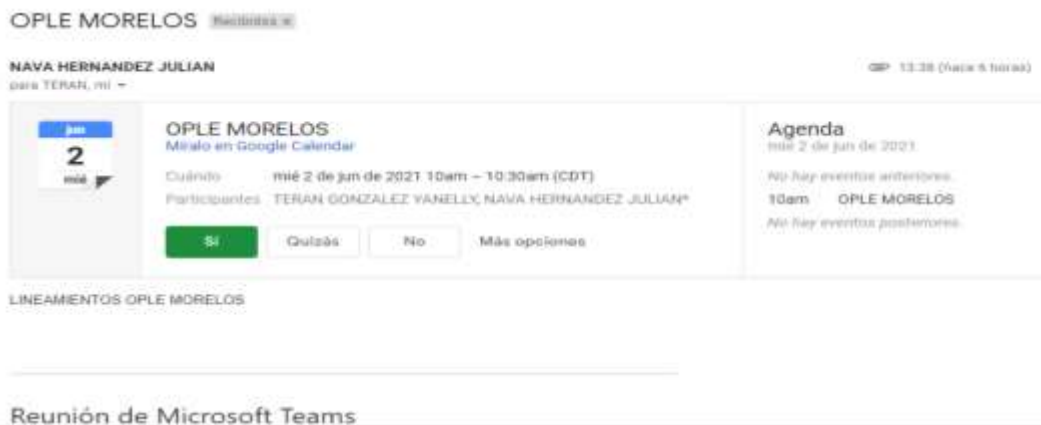 OPLE MORELOS Recibidos x
NAVA HERNANDEZ JULIAN
13:38 (hace 6 horas)
para TERAN, mí
jun
2
mié
OPLE MORELOS
Míralo en Google Calendar
Cuándo mié 2 de jun de 2021 10am – 10:30am (CDT)
Participantes TERAN GONZALEZ YANELLY, NAVA HERNANDEZ JULIAN*
Sí
Quizás
No
Más opciones
Agenda
mié 2 de jun de 2021
No hay eventos anteriores.
10am OPLE MORELOS
No hay eventos posteriores.
LINEAMIENTOS OPLE MORELOS
Reunión de Microsoft Teams